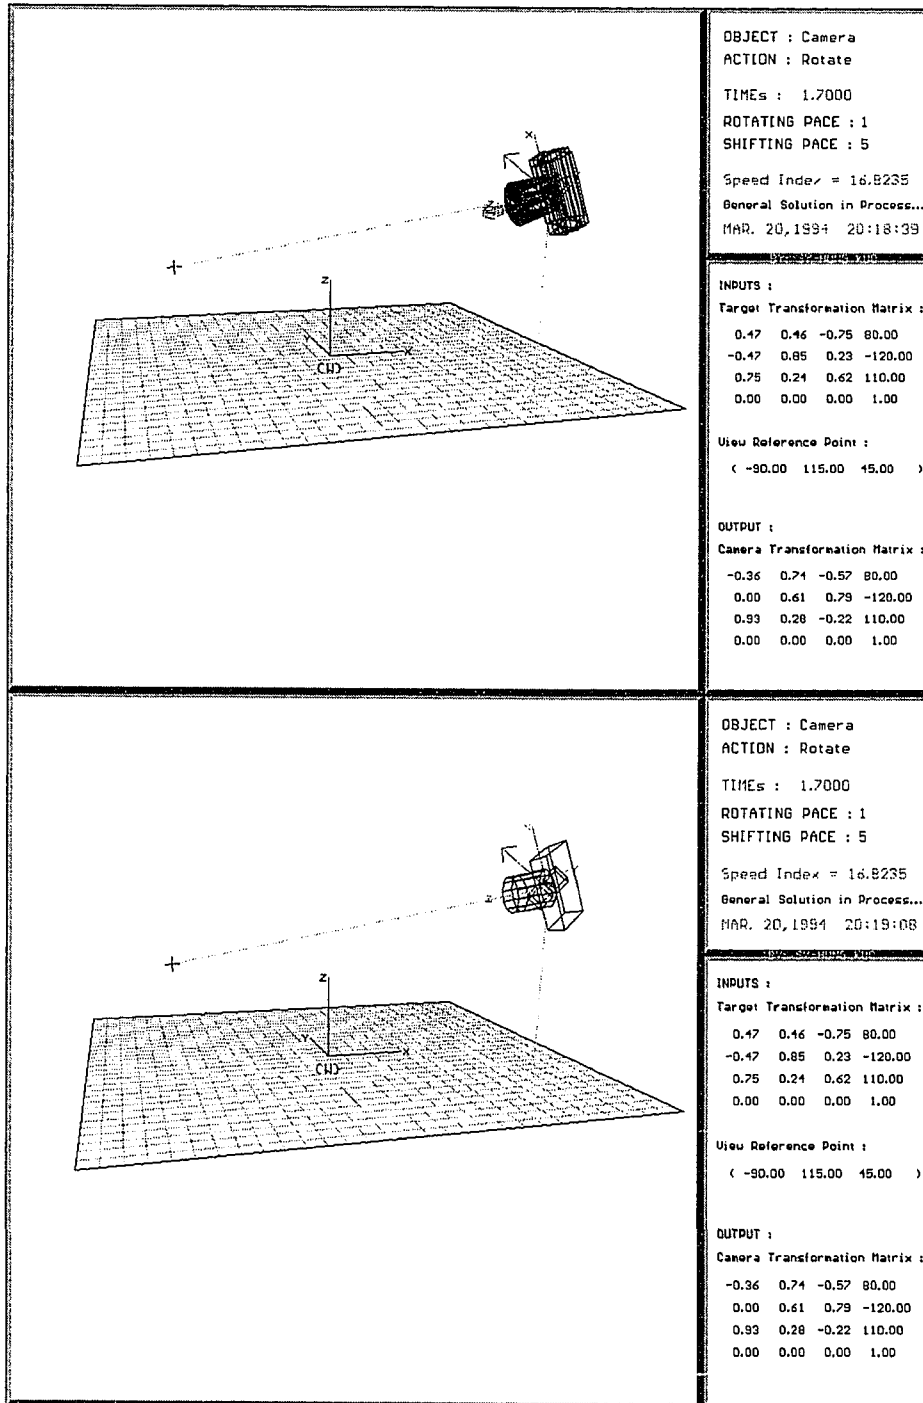 OBJECT : Camera
ACTION : Rotate
TIMEs : 1.7000
ROTATING PACE : 1
SHIFTING PACE : 5
Speed Index = 16.8235
General Solution in Process...
MAR. 20,1994 20:18:39
INPUTS :
Target Transformation Matrix :
0.47 0.46 -0.75 80.00
-0.47 0.85 0.23 -120.00
0.75 0.24 0.62 110.00
0.00 0.00 0.00 1.00
View Reference Point :
( -90.00 115.00 45.00 )
OUTPUT :
Camera Transformation Matrix :
-0.36 0.74 -0.57 80.00
0.00 0.61 0.79 -120.00
0.93 0.28 -0.22 110.00
0.00 0.00 0.00 1.00
X
Z
X
(W)
OBJECT : Camera
ACTION : Rotate
TIMEs : 1.7000
ROTATING PACE : 1
SHIFTING PACE : 5
Speed Index = 16.8235
General Solution in Process...
MAR. 20,1994 20:19:08
INPUTS :
Target Transformation Matrix :
0.47 0.46 -0.75 80.00
-0.47 0.85 0.23 -120.00
0.75 0.24 0.62 110.00
0.00 0.00 0.00 1.00
View Reference Point :
( -90.00 115.00 45.00 )
OUTPUT :
Camera Transformation Matrix :
-0.36 0.74 -0.57 80.00
0.00 0.61 0.79 -120.00
0.93 0.28 -0.22 110.00
0.00 0.00 0.00 1.00
Z
Y
X
(W)